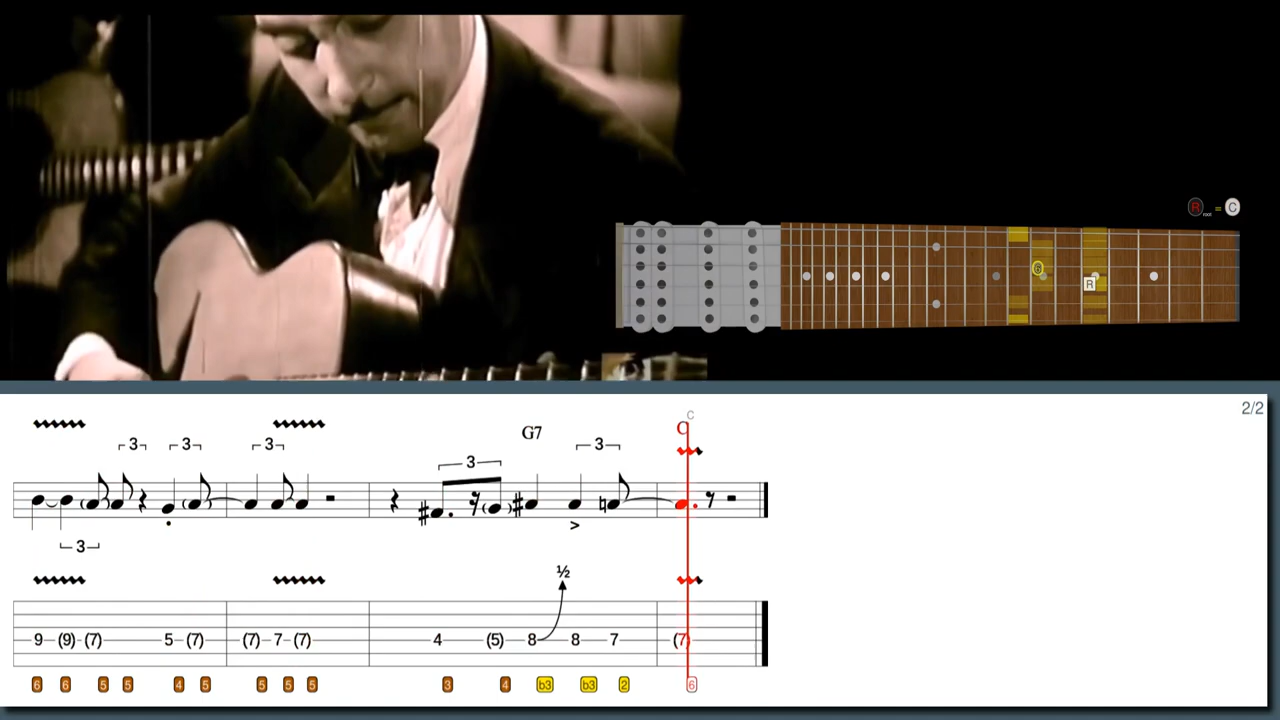 R root = C
6
R
2/2
C
G7 C
3 3 3 3
3
3
½
9 (9) (7) 5 (7) (7) 7 (7) 4 (5) 8 8 7 (7)
6 6 5 5 4 5 5 5 5 3 4 b3 b3 2 6